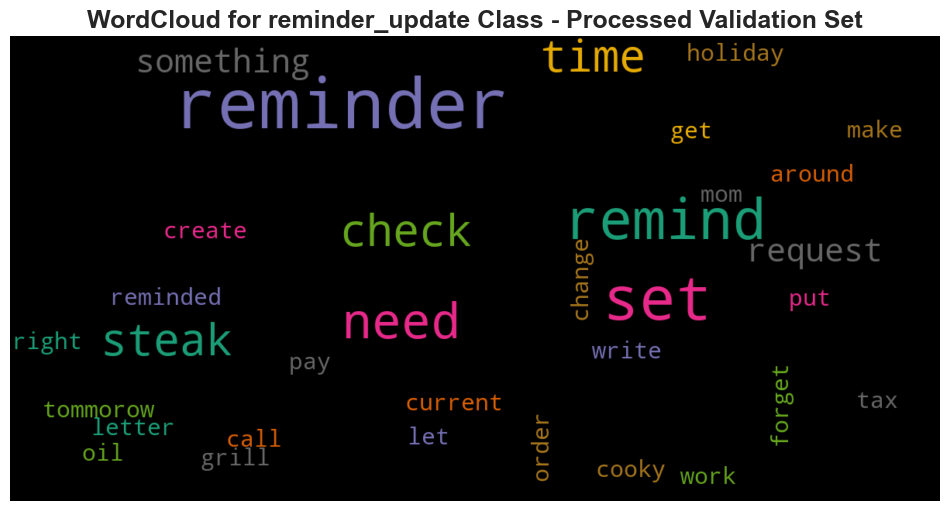 WordCloud for reminder_update Class - Processed Validation Set
something
time
holiday
reminder
get
make
around
mom
remind
create
check
request
change
reminded
need
set
put
right
steak
pay
write
forget
tommorow
current
tax
letter
call
let
order
oil
grill
cooky
work